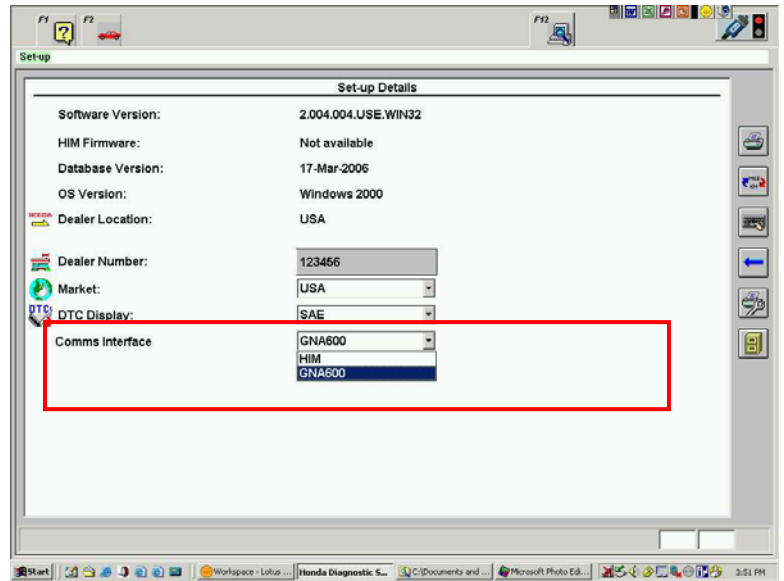 F1 F2 F12
Set-up
Set-up Details
Software Version: 2.004.004.USE.WIN32
HIM Firmware: Not available
Database Version: 17-Mar-2006
OS Version: Windows 2000
HONDA Dealer Location: USA
Dealer Number: 123456
Market: USA
DTC DTC Display: SAE
Comms Interface GNA600
HIM
GNA600
Start Workspace - Lotus ... Honda Diagnostic S... C:\Documents and ... Microsoft Photo Edi... 3:51 PM